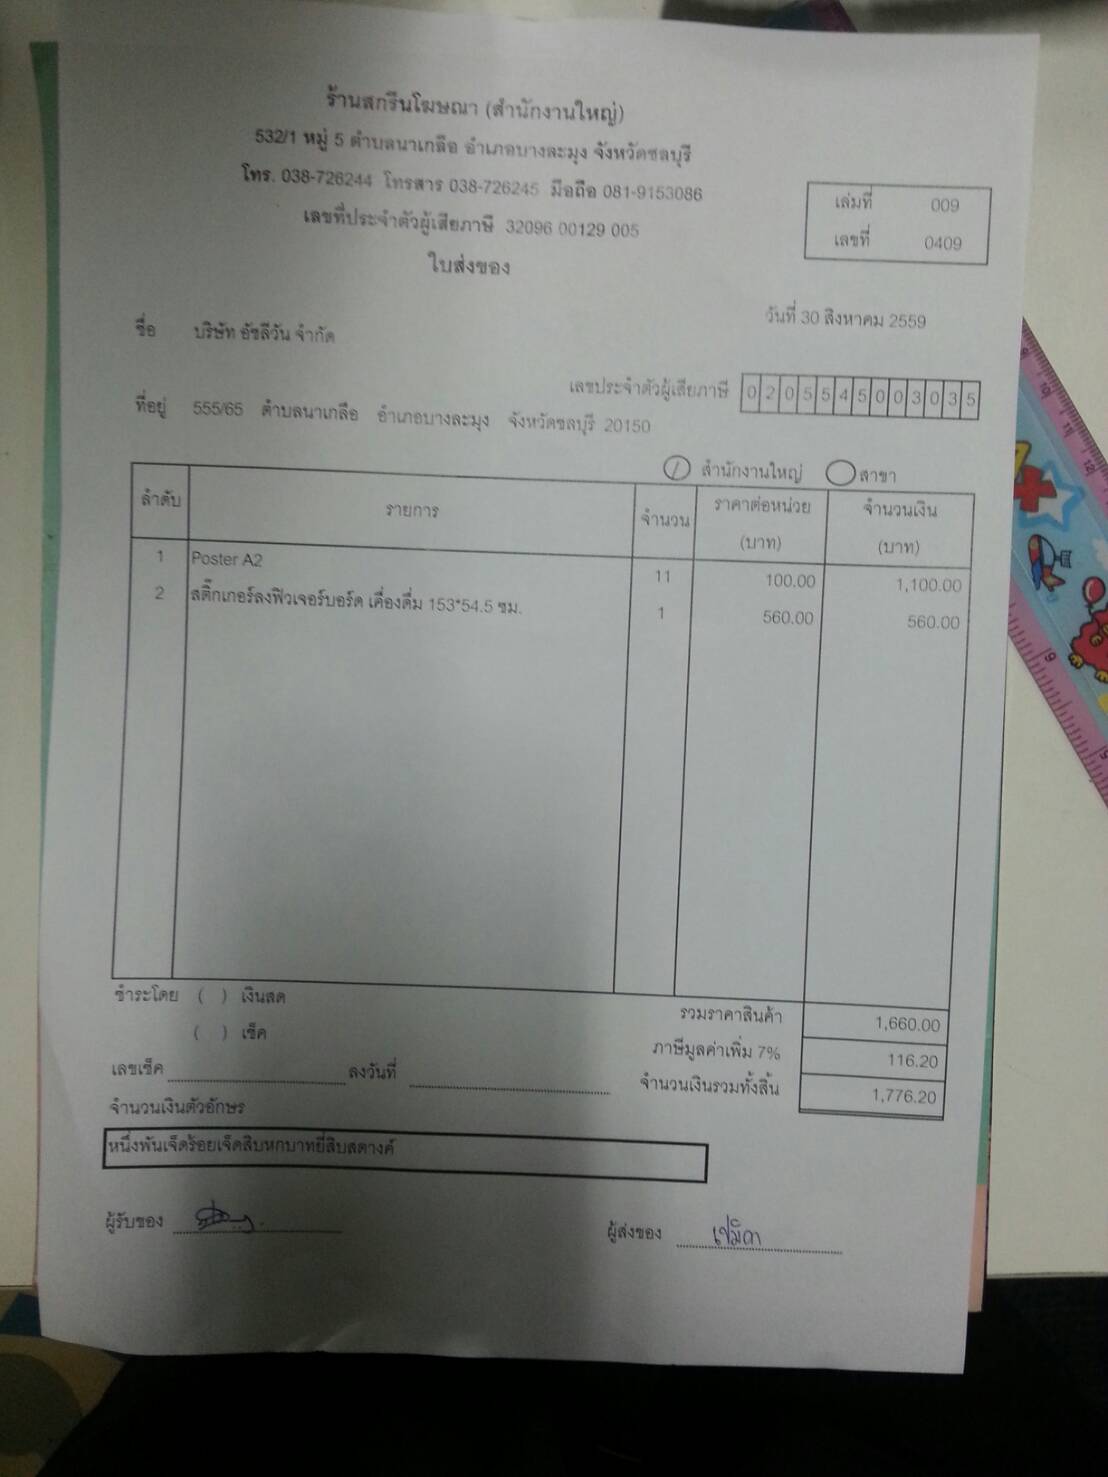 ร้านสกรีนโฆษณา (สำนักงานใหญ่)
532/1 หมู่ 5 ตำบลนาเกลือ อำเภอบางละมุง จังหวัดชลบุรี
โทร. 038-726244 โทรสาร 038-726245 มือถือ 081-9153086
เลขที่ประจำตัวผู้เสียภาษี 32096 00129 005
เล่มที่ 009
เลขที่ 0409
ใบส่งของ
วันที่ 30 สิงหาคม 2559
ชื่อ บริษัท อัซลีวัน จำกัด
เลขประจำตัวผู้เสียภาษี 0205545003035
ที่อยู่ 555/65 ตำบลนาเกลือ อำเภอบางละมุง จังหวัดชลบุรี 20150
สำนักงานใหญ่ สาขา
ลำดับ รายการ จำนวน ราคาต่อหน่วย (บาท) จำนวนเงิน (บาท)
1 Poster A2 11 100.00 1,100.00
2 สติ๊กเกอร์ลงฟิวเจอร์บอร์ด เคื่องดื่ม 153*54.5 ซม. 1 560.00 560.00
ชำระโดย ( ) เงินสด
( ) เช็ค
รวมราคาสินค้า 1,660.00
ภาษีมูลค่าเพิ่ม 7% 116.20
เลขเช็ค ลงวันที่
จำนวนเงินรวมทั้งสิ้น 1,776.20
จำนวนเงินตัวอักษร
หนึ่งพันเจ็ดร้อยเจ็ดสิบหกบาทยี่สิบสตางค์
ผู้รับของ
ผู้ส่งของ เปมิกา